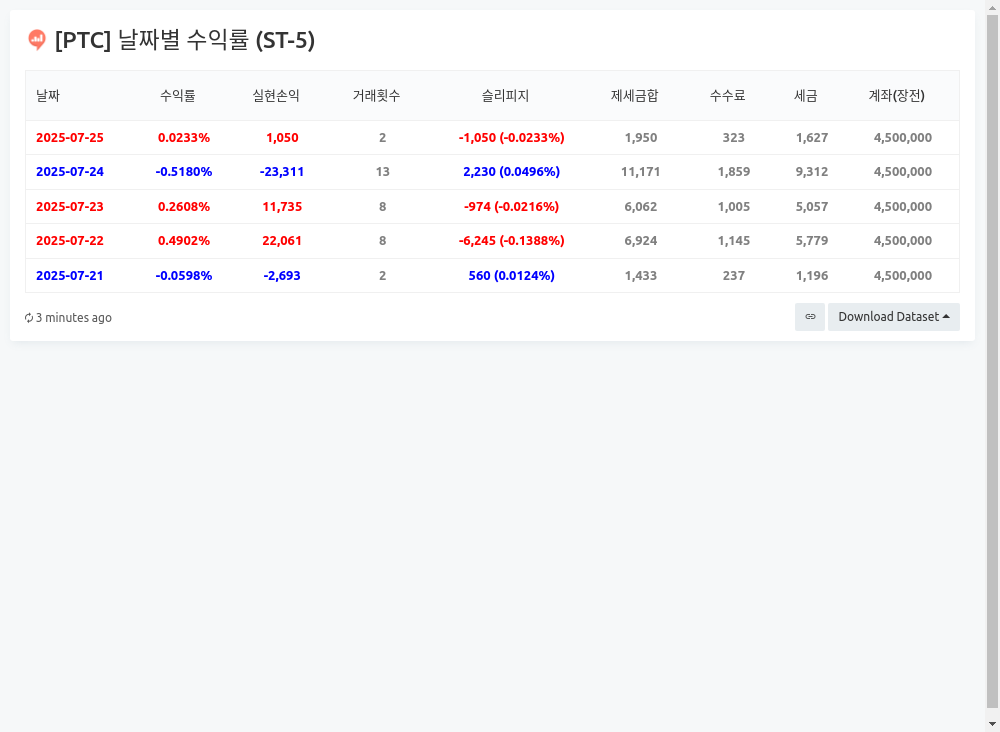 [PTC] 날짜별 수익률 (ST-5)
날짜 수익률 실현손익 거래횟수 슬리피지 제세금합 수수료 세금 계좌(장전)
2025-07-25 0.0233% 1,050 2 -1,050 (-0.0233%) 1,950 323 1,627 4,500,000
2025-07-24 -0.5180% -23,311 13 2,230 (0.0496%) 11,171 1,859 9,312 4,500,000
2025-07-23 0.2608% 11,735 8 -974 (-0.0216%) 6,062 1,005 5,057 4,500,000
2025-07-22 0.4902% 22,061 8 -6,245 (-0.1388%) 6,924 1,145 5,779 4,500,000
2025-07-21 -0.0598% -2,693 2 560 (0.0124%) 1,433 237 1,196 4,500,000
3 minutes ago Download Dataset